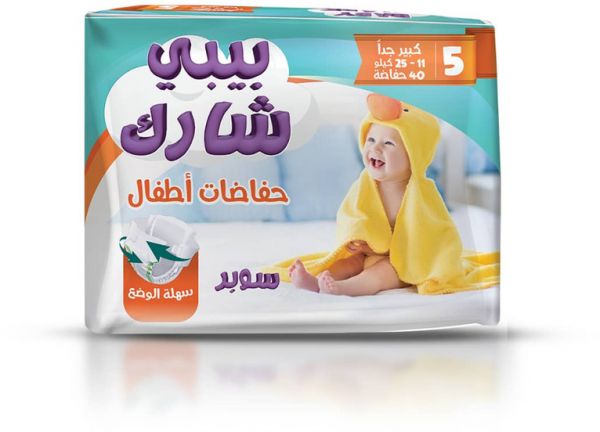 بيبي
شارك
حفاضات أطفال
سوبر
سهلة الوضع
كبير جداً
11 - 25 كيلو
40 حفاضة
5